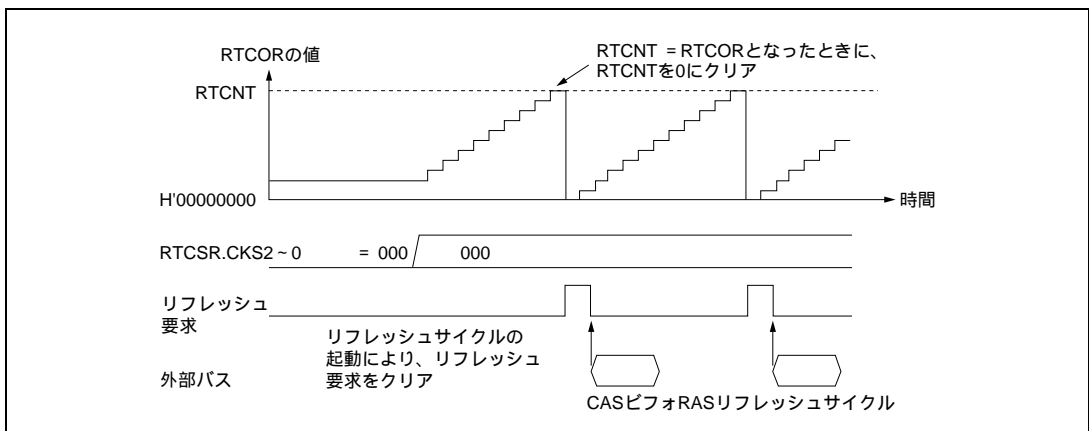 RTCORの値
RTCNT =RTCORとなったときに、
RTCNTを0にクリア
RTCNT
H'00000000
時間
RTCSR.CKS2~0 = 000 000
リフレッシュ
要求
リフレッシュサイクルの
起動により、リフレッシュ
要求をクリア
外部バス
CASビフォRASリフレッシュサイクル